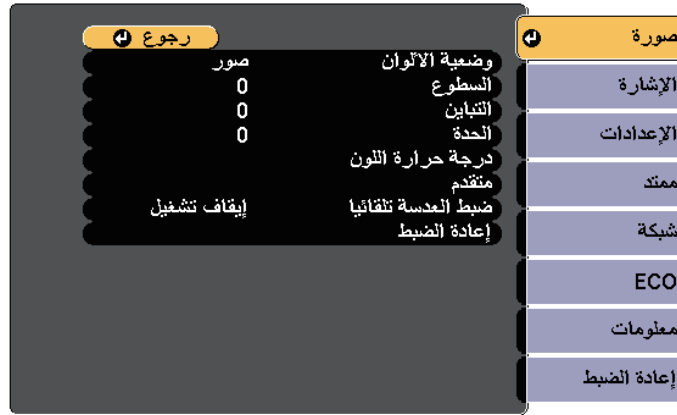 صورة
الإشارة
الإعدادات
ممتد
شبكة
ECO
معلومات
إعادة الضبط
رجوع
وضعية الألوان صور
السطوع 0
التباين 0
الحدة 0
درجة حرارة اللون
متقدم
ضبط العدسة تلقائيا إيقاف تشغيل
إعادة الضبط